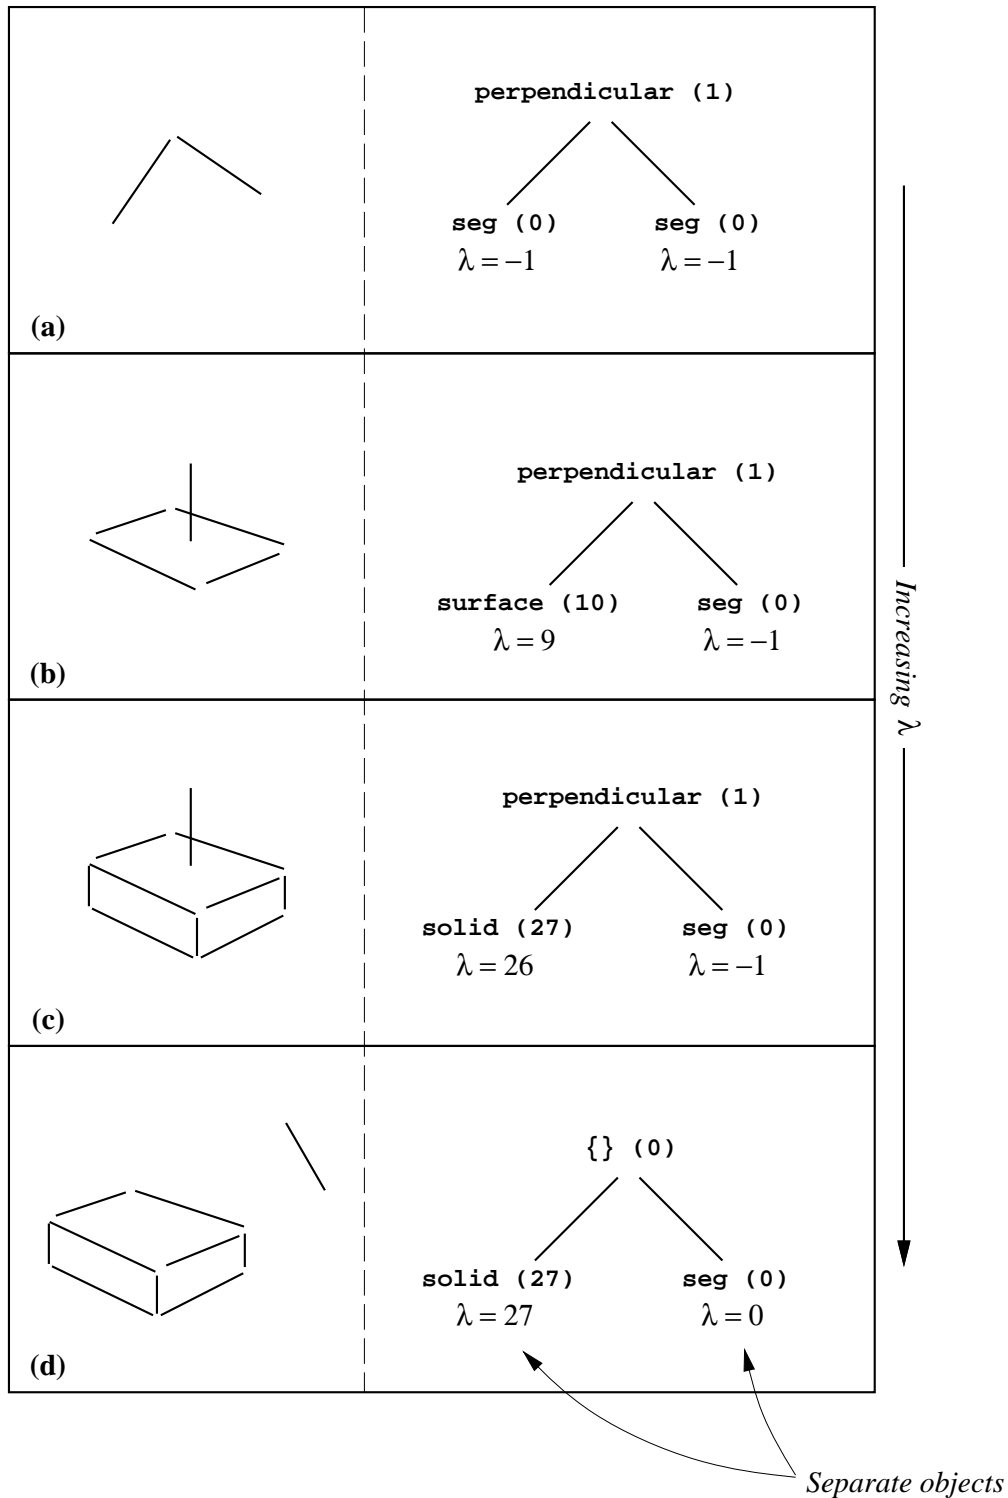 perpendicular (1)
seg (0) seg (0)
λ = −1 λ = −1
(a)
perpendicular (1)
surface (10) seg (0)
λ = 9 λ = −1
(b)
perpendicular (1)
solid (27) seg (0)
λ = 26 λ = −1
(c)
{} (0)
solid (27) seg (0)
λ = 27 λ = 0
(d)
Increasing λ
Separate objects